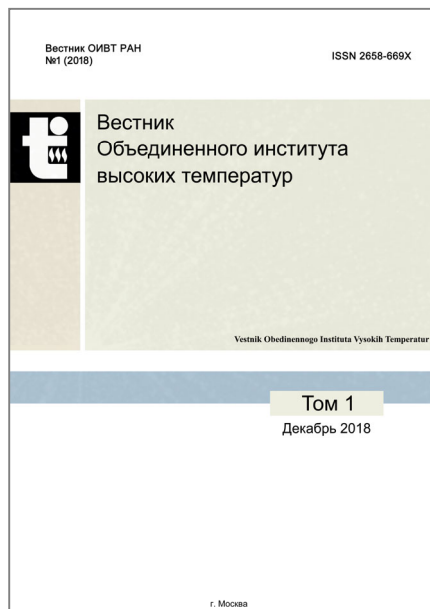 Вестник ОИВТ РАН
№1 (2018)
ISSN 2658-669X
Вестник
Объединенного института
высоких температур
Vestnik Obedinennogo Instituta Vysokih Temperatur
Том 1
Декабрь 2018
г. Москва